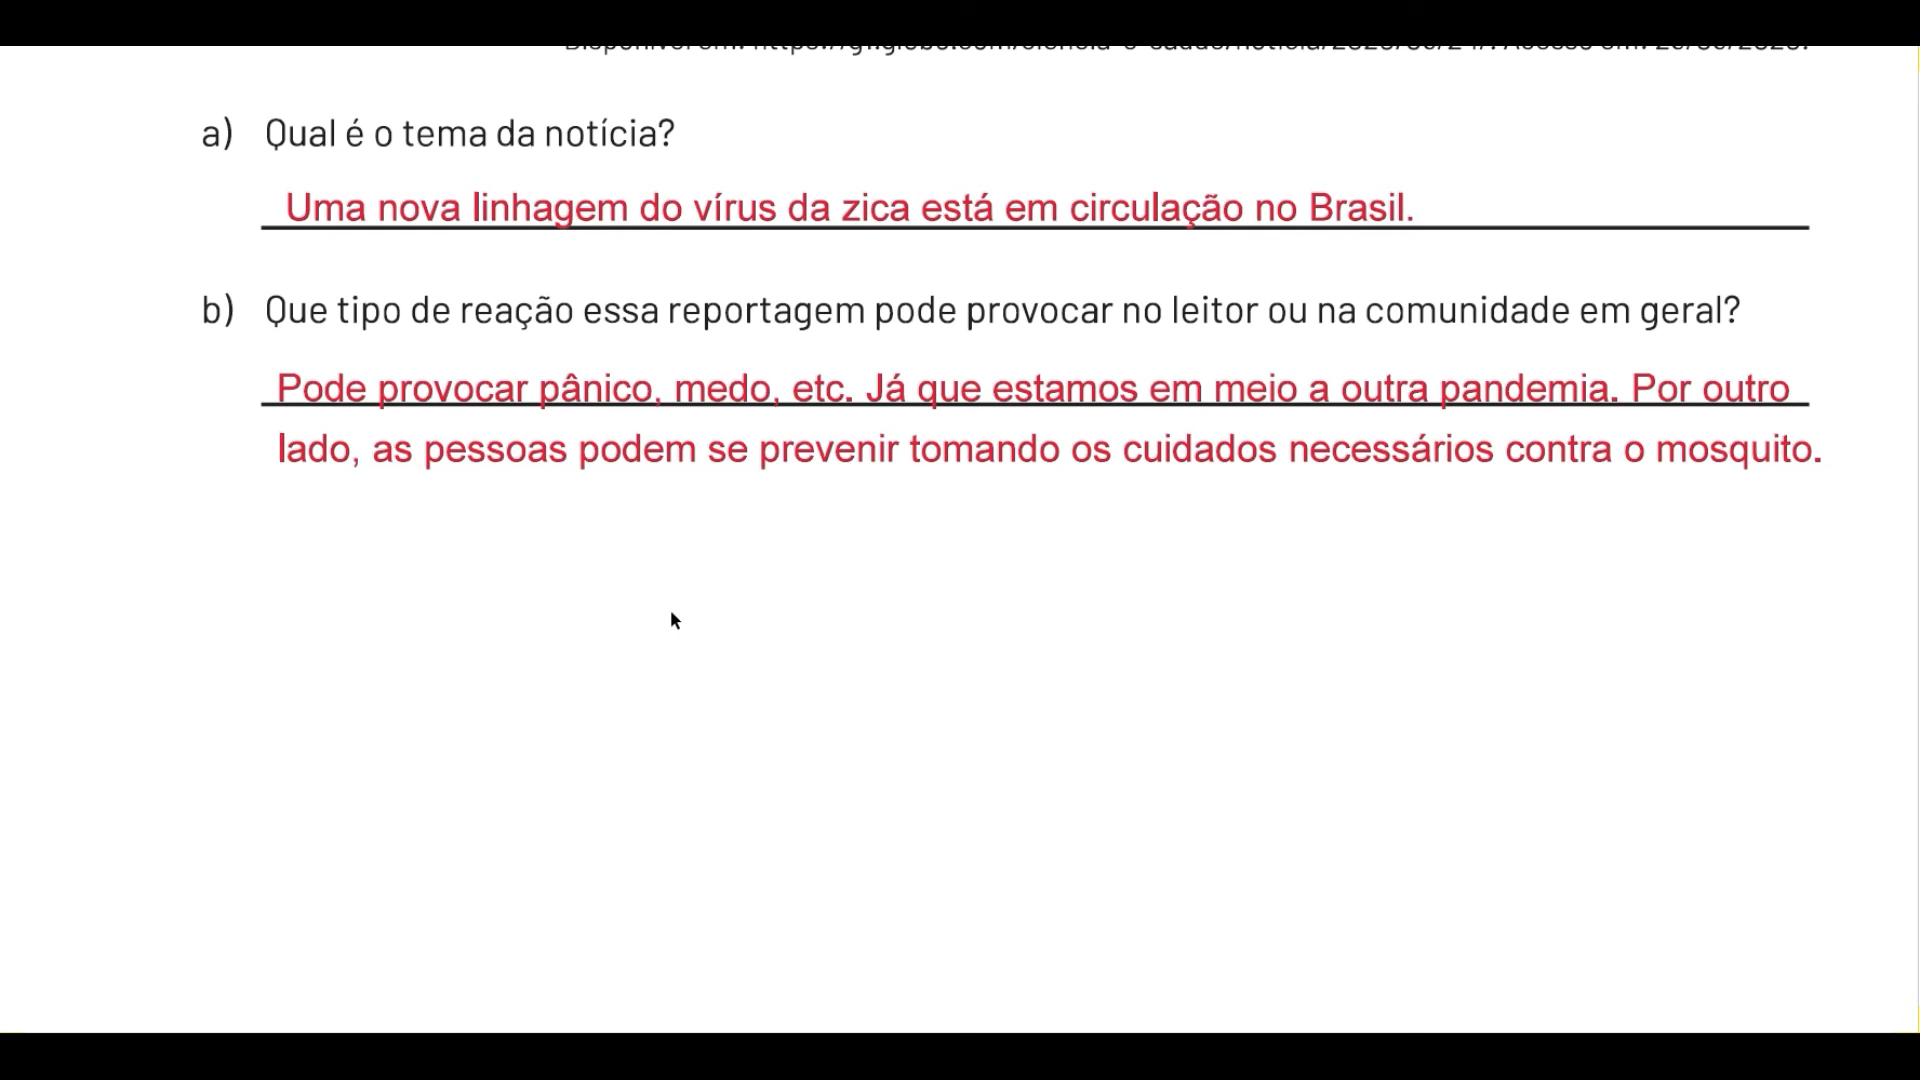 a) Qual é o tema da notícia?
Uma nova linhagem do vírus da zica está em circulação no Brasil.
b) Que tipo de reação essa reportagem pode provocar no leitor ou na comunidade em geral?
Pode provocar pânico, medo, etc. Já que estamos em meio a outra pandemia. Por outro
lado, as pessoas podem se prevenir tomando os cuidados necessários contra o mosquito.